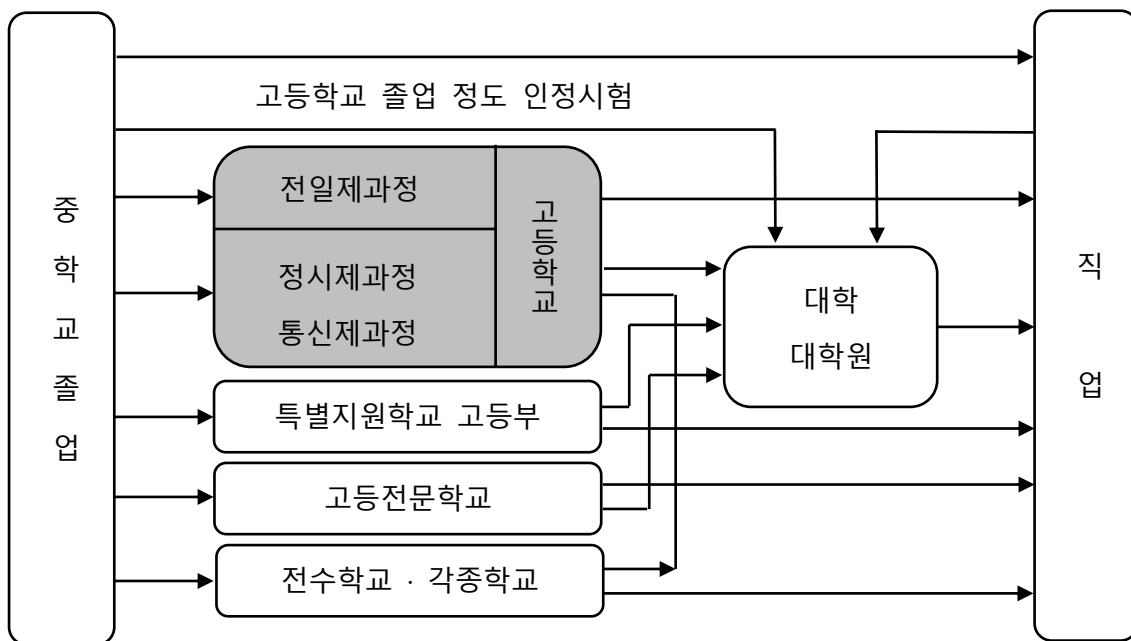 중학교졸업
고등학교 졸업 정도 인정시험
전일제과정
정시제과정
통신제과정
고등학교
특별지원학교 고등부
고등전문학교
전수학교 · 각종학교
대학
대학원
직업